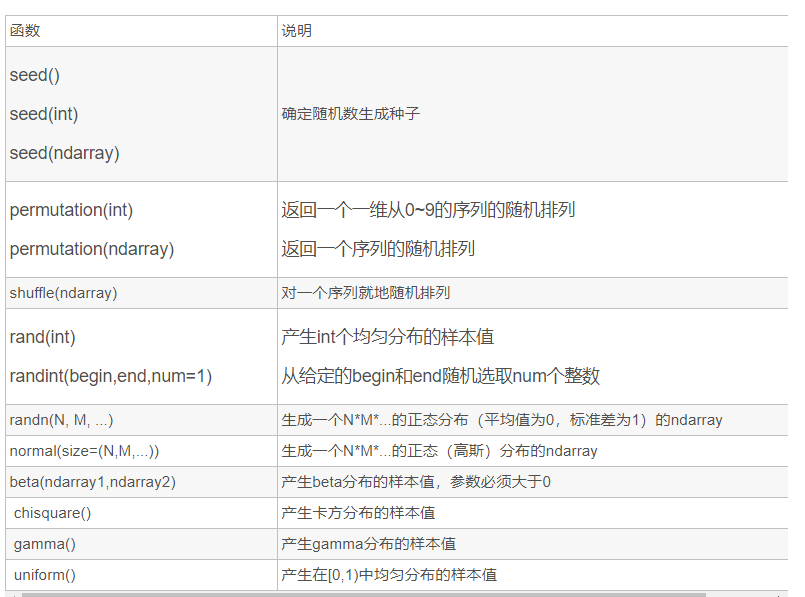 函数 说明
seed()
seed(int)
seed(ndarray)
确定随机数生成种子
permutation(int) 返回一个一维从0~9的序列的随机排列
permutation(ndarray) 返回一个序列的随机排列
shuffle(ndarray) 对一个序列就地随机排列
rand(int) 产生int个均匀分布的样本值
randint(begin,end,num=1) 从给定的begin和end随机选取num个整数
randn(N, M, ...) 生成一个N*M*...的正态分布（平均值为0，标准差为1）的ndarray
normal(size=(N,M,...)) 生成一个N*M*...的正态（高斯）分布的ndarray
beta(ndarray1,ndarray2) 产生beta分布的样本值，参数必须大于0
chisquare() 产生卡方分布的样本值
gamma() 产生gamma分布的样本值
uniform() 产生在[0,1)中均匀分布的样本值